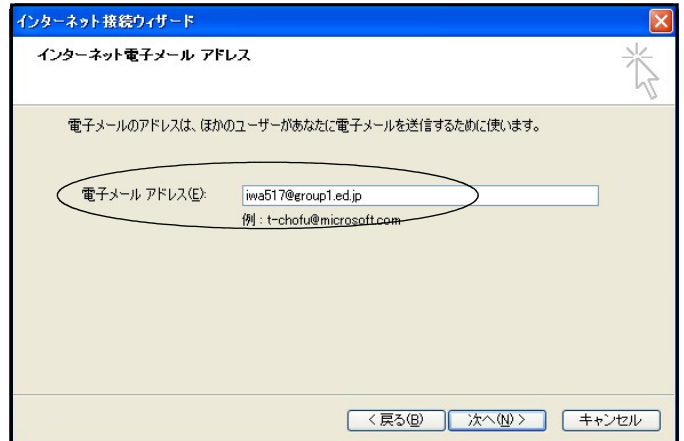 インターネット接続ウィザード
インターネット電子メール アドレス
電子メールのアドレスは、ほかのユーザーがあなたに電子メールを送信するために使います。
電子メール アドレス(E): iwa517@group1.ed.jp
例 : t-chofu@microsoft.com
< 戻る(B) 次へ(N) > キャンセル